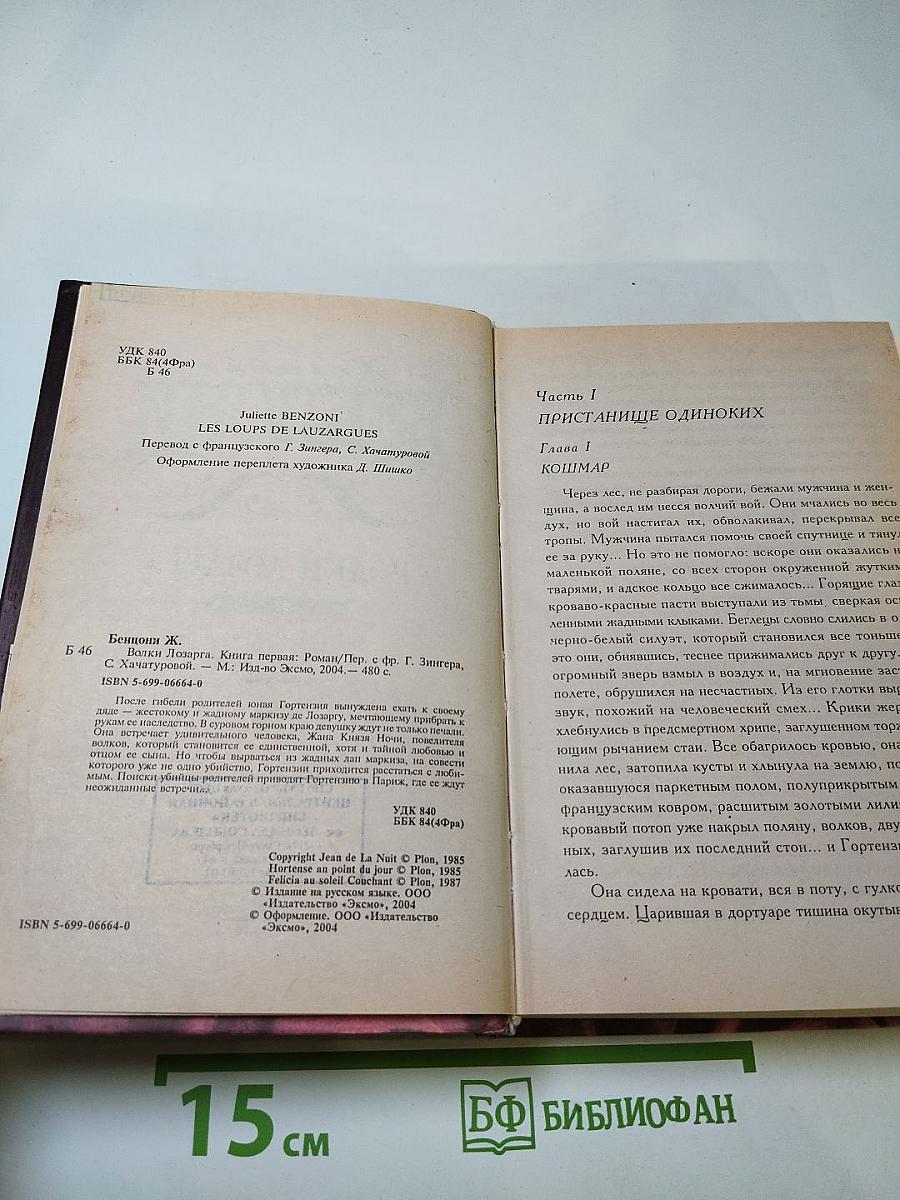 УДК 840
ББК 84(4Фра)
Б 46
Juliette BENZONI
LES LOUPS DE LAUZARGUES
Перевод с французского Г. Зингера, С. Хачатуровой
Оформление переплета художника Д. Шишко
Бенцони Ж.
Б 46
Волки Лозарга. Книга первая: Роман/Пер. с фр. Г. Зингера,
С. Хачатуровой. — М.: Изд-во Эксмо, 2004.— 480 с.
ISBN 5-699-06664-0
После гибели родителей юная Гортензия вынуждена ехать к своему
дяде — жестокому и жадному маркизу де Лозаргу, мечтающему прибрать к
рукам ее наследство. В суровом горном краю девушку ждут не только печали.
Она встречает удивительного человека, Жана Князя Ночи, повелителя
волков, который становится ее единственной, хотя и тайной любовью и
отцом ее сына. Но чтобы вырваться из жадных лап маркиза, на совести
которого уже не одно убийство, Гортензии приходится расстаться с люби-
мым. Поиски убийцы родителей приводят Гортензию в Париж, где ее ждут
неожиданные встречи.
УДК 840
ББК 84(4Фра)
Copyright Jean de La Nuit © Plon, 1985
Hortense au point du jour © Plon, 1985
Felicia au soleil Couchant © Plon, 1987
© Издание на русском языке. ООО
«Издательство «Эксмо», 2004
© Оформление. ООО «Издательство
«Эксмо», 2004
ISBN 5-699-06664-0
Часть I
ПРИСТАНИЩЕ ОДИНОКИХ
Глава I
КОШМАР
Через лес, не разбирая дороги, бежали мужчина и жен-
щина, а вослед им несся волчий вой. Они мчались во весь
дух, но вой настигал их, обволакивал, перекрывал все
тропы. Мужчина пытался помочь своей спутнице и тянул
ее за руку... Но это не помогло: вскоре они оказались н
маленькой поляне, со всех сторон окруженной жутким
тварями, и адское кольцо все сжималось... Горящие глаз
кроваво-красные пасти выступали из тьмы, сверкая ос
ленными жадными клыками. Беглецы словно слились в о
черно-белый силуэт, который становился все тоньше
это они, обнявшись, теснее прижимались друг к другу.
огромный зверь взмыл в воздух и, на мгновение заст
полете, обрушился на несчастных. Из его глотки выр
звук, похожий на человеческий смех... Крики жер
хлебнулись в предсмертном хрипе, заглушенном торж
ющим рычанием стаи. Все обагрилось кровью, она
нила лес, затопила кусты и хлынула на землю, по
оказавшуюся паркетным полом, полуприкрытым
французским ковром, расшитым золотыми лили
кровавый потоп уже накрыл поляну, волков, дву
ных, заглушив их последний стон... и Гортенз
лась.
Она сидела на кровати, вся в поту, с гулко
сердцем. Царившая в дортуаре тишина окутыв
15 см
БФ БИБЛИОФАН